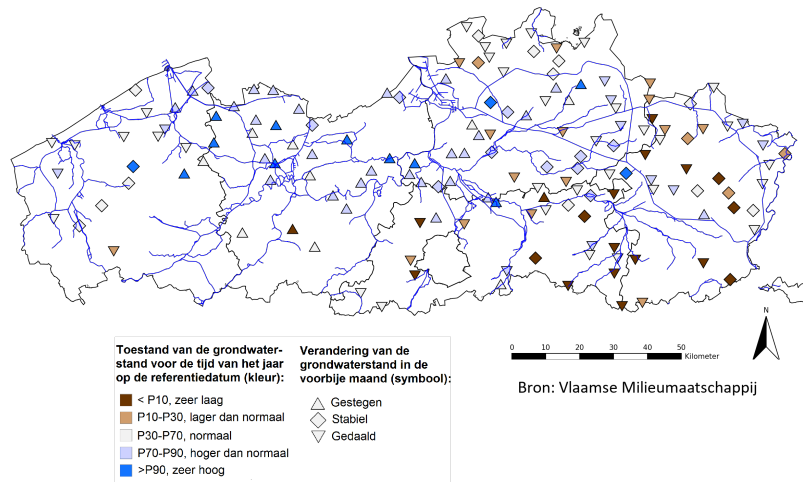 Toestand van de grondwater-
stand voor de tijd van het jaar
op de referentiedatum (kleur):
< P10, zeer laag
P10-P30, lager dan normaal
P30-P70, normaal
P70-P90, hoger dan normaal
>P90, zeer hoog
Verandering van de
grondwaterstand in de
voorbije maand (symbool):
Gestegen
Stabiel
Gedaald
0 10 20 30 40 50
Kilometer
N
Bron: Vlaamse Milieumaatschappij